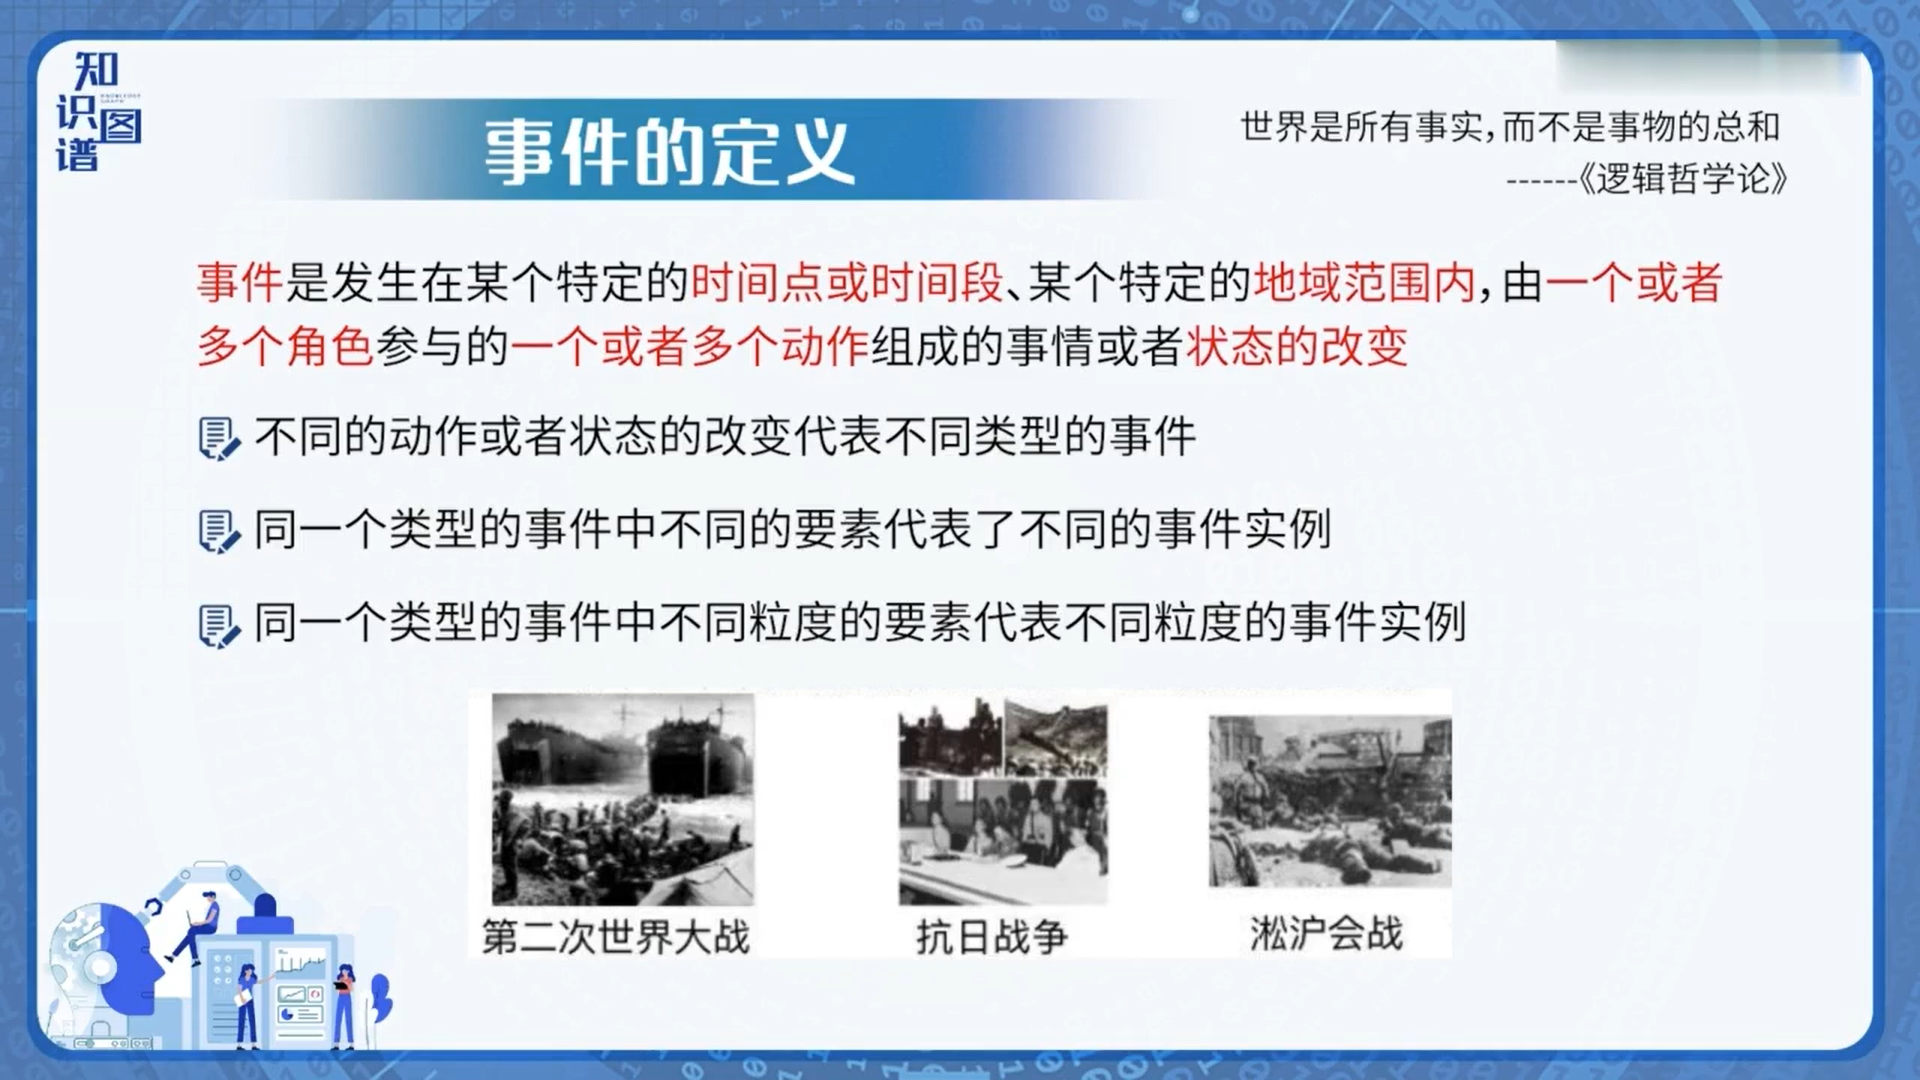 知识图谱
KNOWLEDGE
GRAPH
事件的定义
世界是所有事实，而不是事物的总和
------《逻辑哲学论》
事件是发生在某个特定的时间点或时间段、某个特定的地域范围内，由一个或者
多个角色参与的一个或者多个动作组成的事情或者状态的改变
不同的动作或者状态的改变代表不同类型的事件
同一个类型的事件中不同的要素代表了不同的事件实例
同一个类型的事件中不同粒度的要素代表不同粒度的事件实例
第二次世界大战
抗日战争
淞沪会战